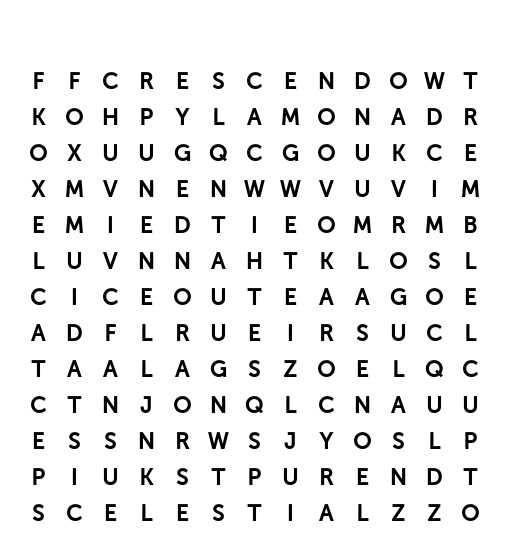 F F C R E S C E N D O W T
K O H P Y L A M O N A D R
O X U U G Q C G O U K C E
X M V N E N W W V U V I M
E M I E D T I E O M R M B
L U V N N A H T K L O S L
C I C E O U T E A A G O E
A D F L R U E I R S U C L
T A A L A G S Z O E L Q C
C T N J O N Q L C N A U U
E S S N R W S J Y O S L P
P I U K S T P U R E N D T
S C E L E S T I A L Z Z O